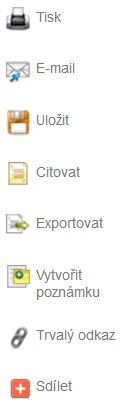 Tisk
E-mail
Uložit
Citovat
Exportovat
Vytvořit
poznámku
Trvalý odkaz
Sdílet